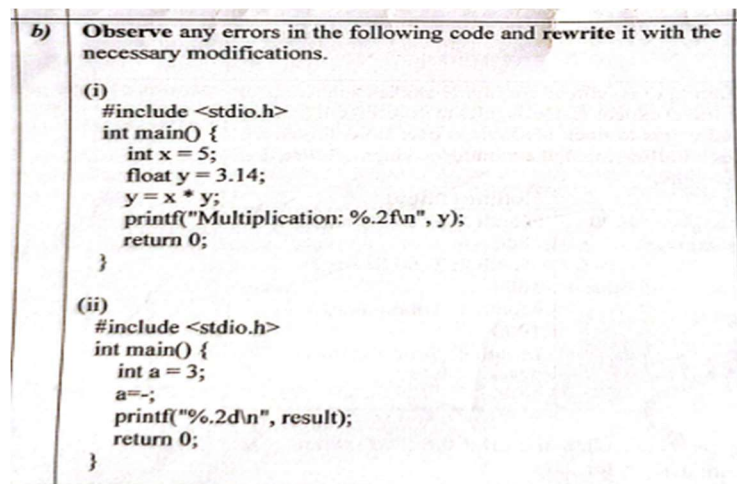 b) Observe any errors in the following code and rewrite it with the
necessary modifications.
(i)
#include <stdio.h>
int main() {
int x = 5;
float y = 3.14;
y = x * y;
printf("Multiplication: %.2f\n", y);
return 0;
}
(ii)
#include <stdio.h>
int main() {
int a = 3;
a=-;
printf("%.2d\n", result);
return 0;
}